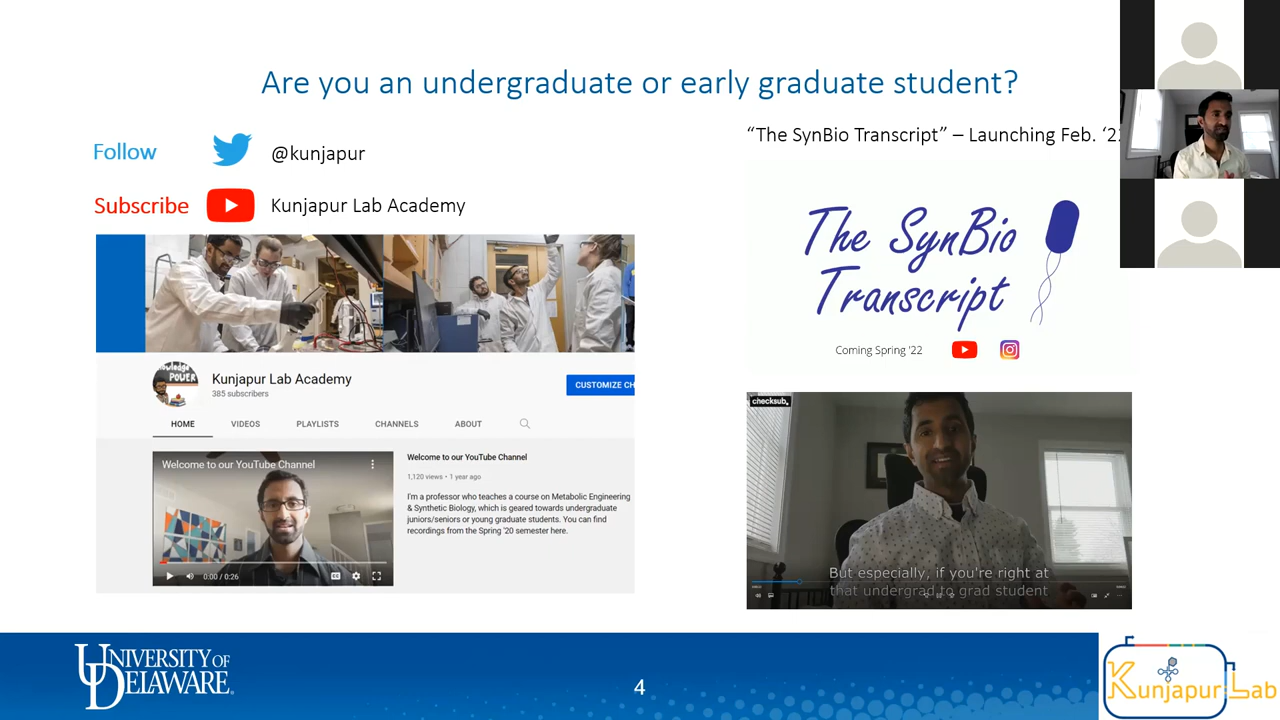 Are you an undergraduate or early graduate student?
Follow
@kunjapur
Subscribe
Kunjapur Lab Academy
Knowledge
POWER
Kunjapur Lab Academy
385 subscribers
CUSTOMIZE CH
HOME
VIDEOS
PLAYLISTS
CHANNELS
ABOUT
Welcome to our YouTube Channel
0:00 / 0:26
CC
Welcome to our YouTube Channel
1,120 views • 1 year ago
I'm a professor who teaches a course on Metabolic Engineering
& Synthetic Biology, which is geared towards undergraduate
juniors/seniors or young graduate students. You can find
recordings from the Spring '20 semester here.
“The SynBio Transcript” – Launching Feb. ‘2
The SynBio
Transcript
Coming Spring '22
checksub.
But especially, if you're right at
that undergrad to grad student
UNIVERSITY OF
DELAWARE
4
Kunjapur Lab